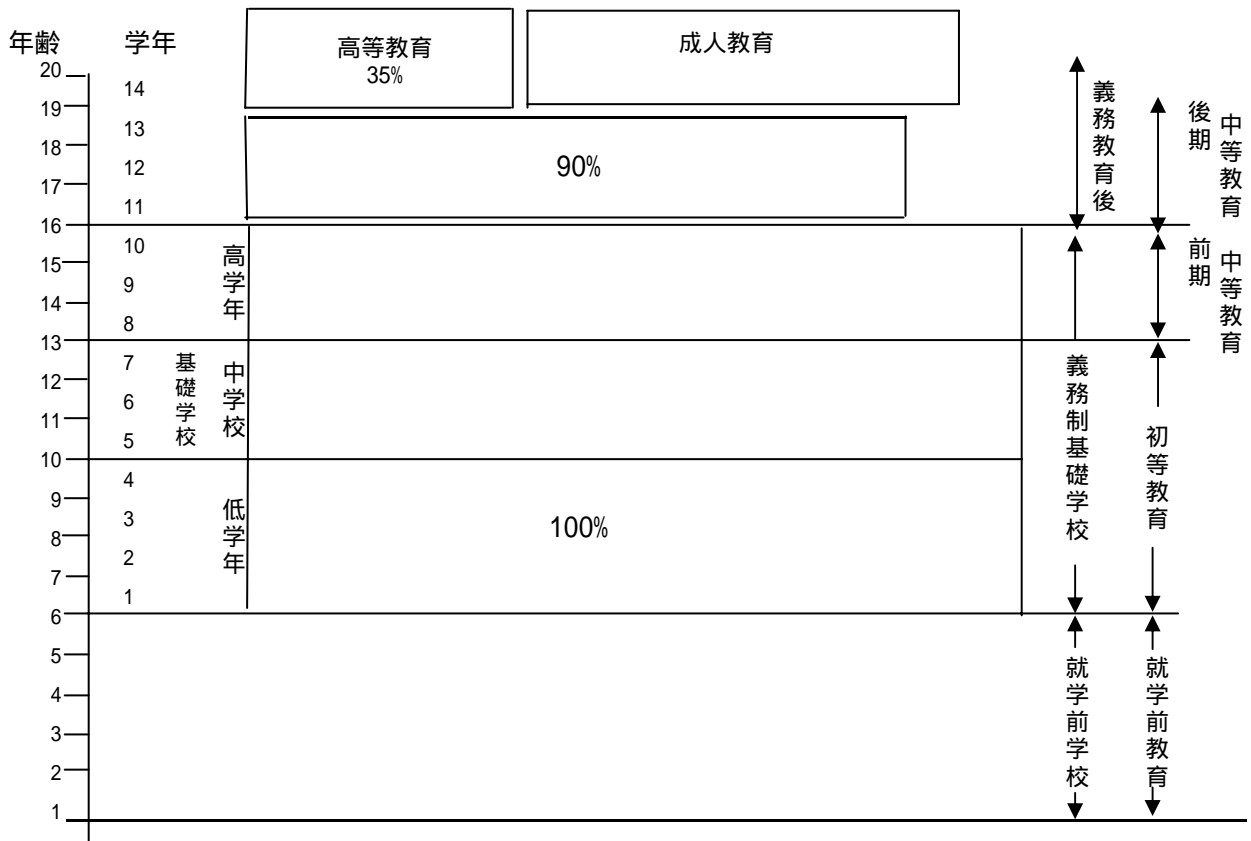 年齢 学年
高等教育
35%
成人教育
20
14
19
13
18
12
17
11
16
90%
10
15
9
14
8
13
7
12
6
11
5
10
4
9
3
8
2
7
1
6
5
4
3
2
1
高学年
基礎学校
中学校
低学年
100%
義務教育後
義務制基礎学校
就学前学校
後期
中等教育
前期
中等教育
初等教育
就学前教育